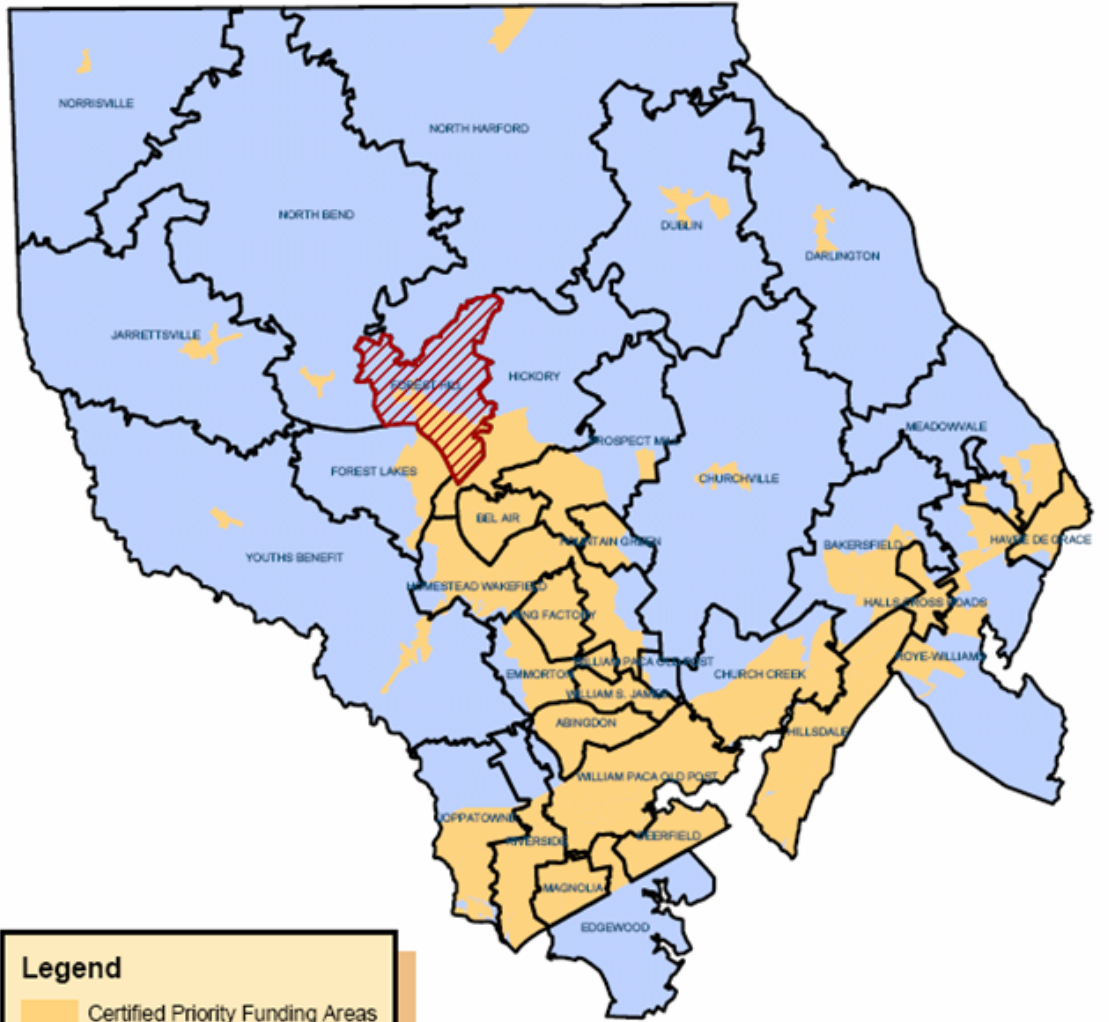 NORRISVILLE
NORTH HARFORD
NORTH BEND
DUBLIN
DARLINGTON
JARRETTSVILLE
HICKORY
FOREST HILL
MEADOWVALE
PROSPECT MILL
FOREST LAKES
CHURCHVILLE
BEL AIR
HAVRE DE GRACE
MOUNTAIN GREEN
BAKERSFIELD
YOUTHS BENEFIT
HOMESTEAD WAKEFIELD
HALLS CROSS ROADS
RING FACTORY
ROYE-WILLIAMS
WILLIAM PACA OLD POST
EMMORTON
CHURCH CREEK
WILLIAM S. JAMES
ABINGDON
HILLSDALE
WILLIAM PACA OLD POST
JOPPATOWNE
DEERFIELD
RIVERSIDE
MAGNOLIA
EDGEWOOD
Legend
Certified Priority Funding Areas